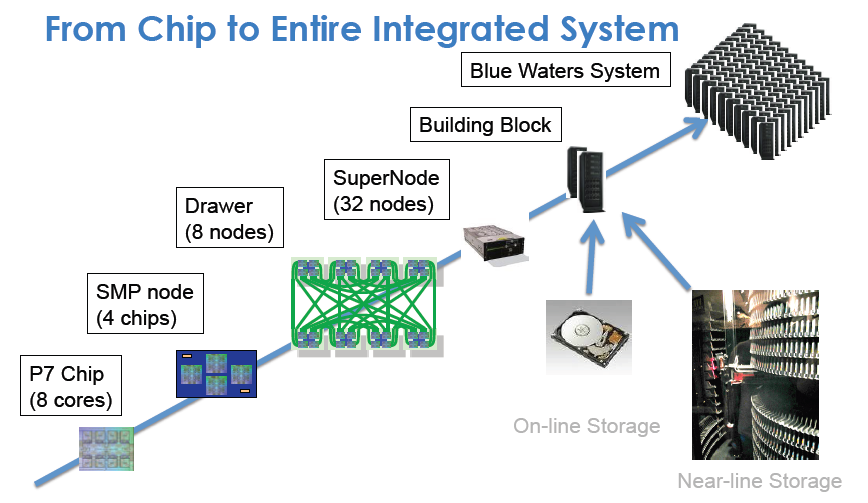 From Chip to Entire Integrated System
Blue Waters System
Building Block
SuperNode
(32 nodes)
Drawer
(8 nodes)
SMP node
(4 chips)
P7 Chip
(8 cores)
On-line Storage
Near-line Storage